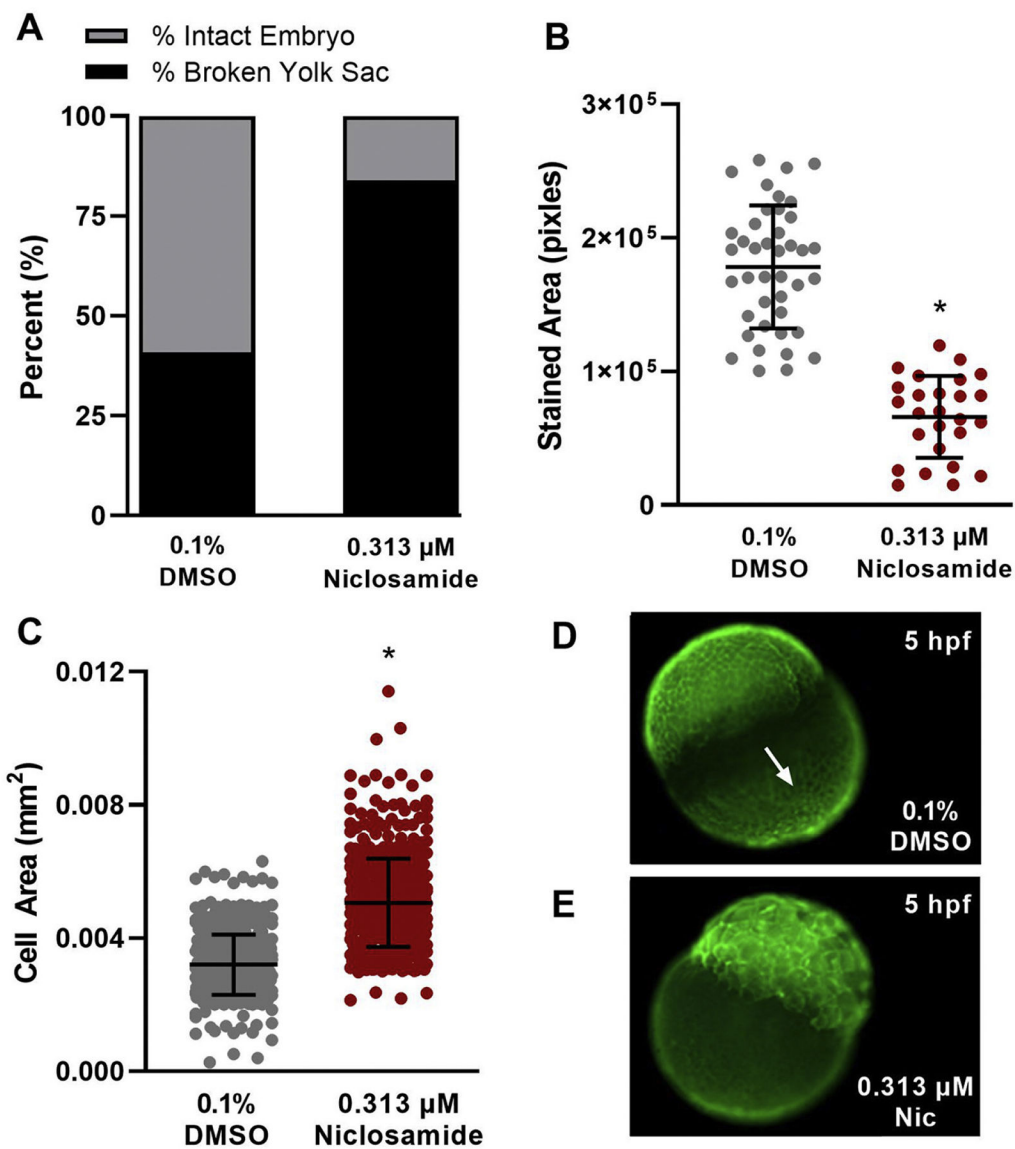 A
% Intact Embryo
% Broken Yolk Sac
100
75
50
25
0
Percent (%)
0.1%
DMSO
0.313 µM
Niclosamide
B
3×10⁵
2×10⁵
1×10⁵
0
Stained Area (pixles)
*
0.1%
DMSO
0.313 µM
Niclosamide
C
0.012
0.008
0.004
0.000
Cell Area (mm²)
*
0.1%
DMSO
0.313 µM
Niclosamide
D
5 hpf
0.1%
DMSO
E
5 hpf
0.313 µM
Nic